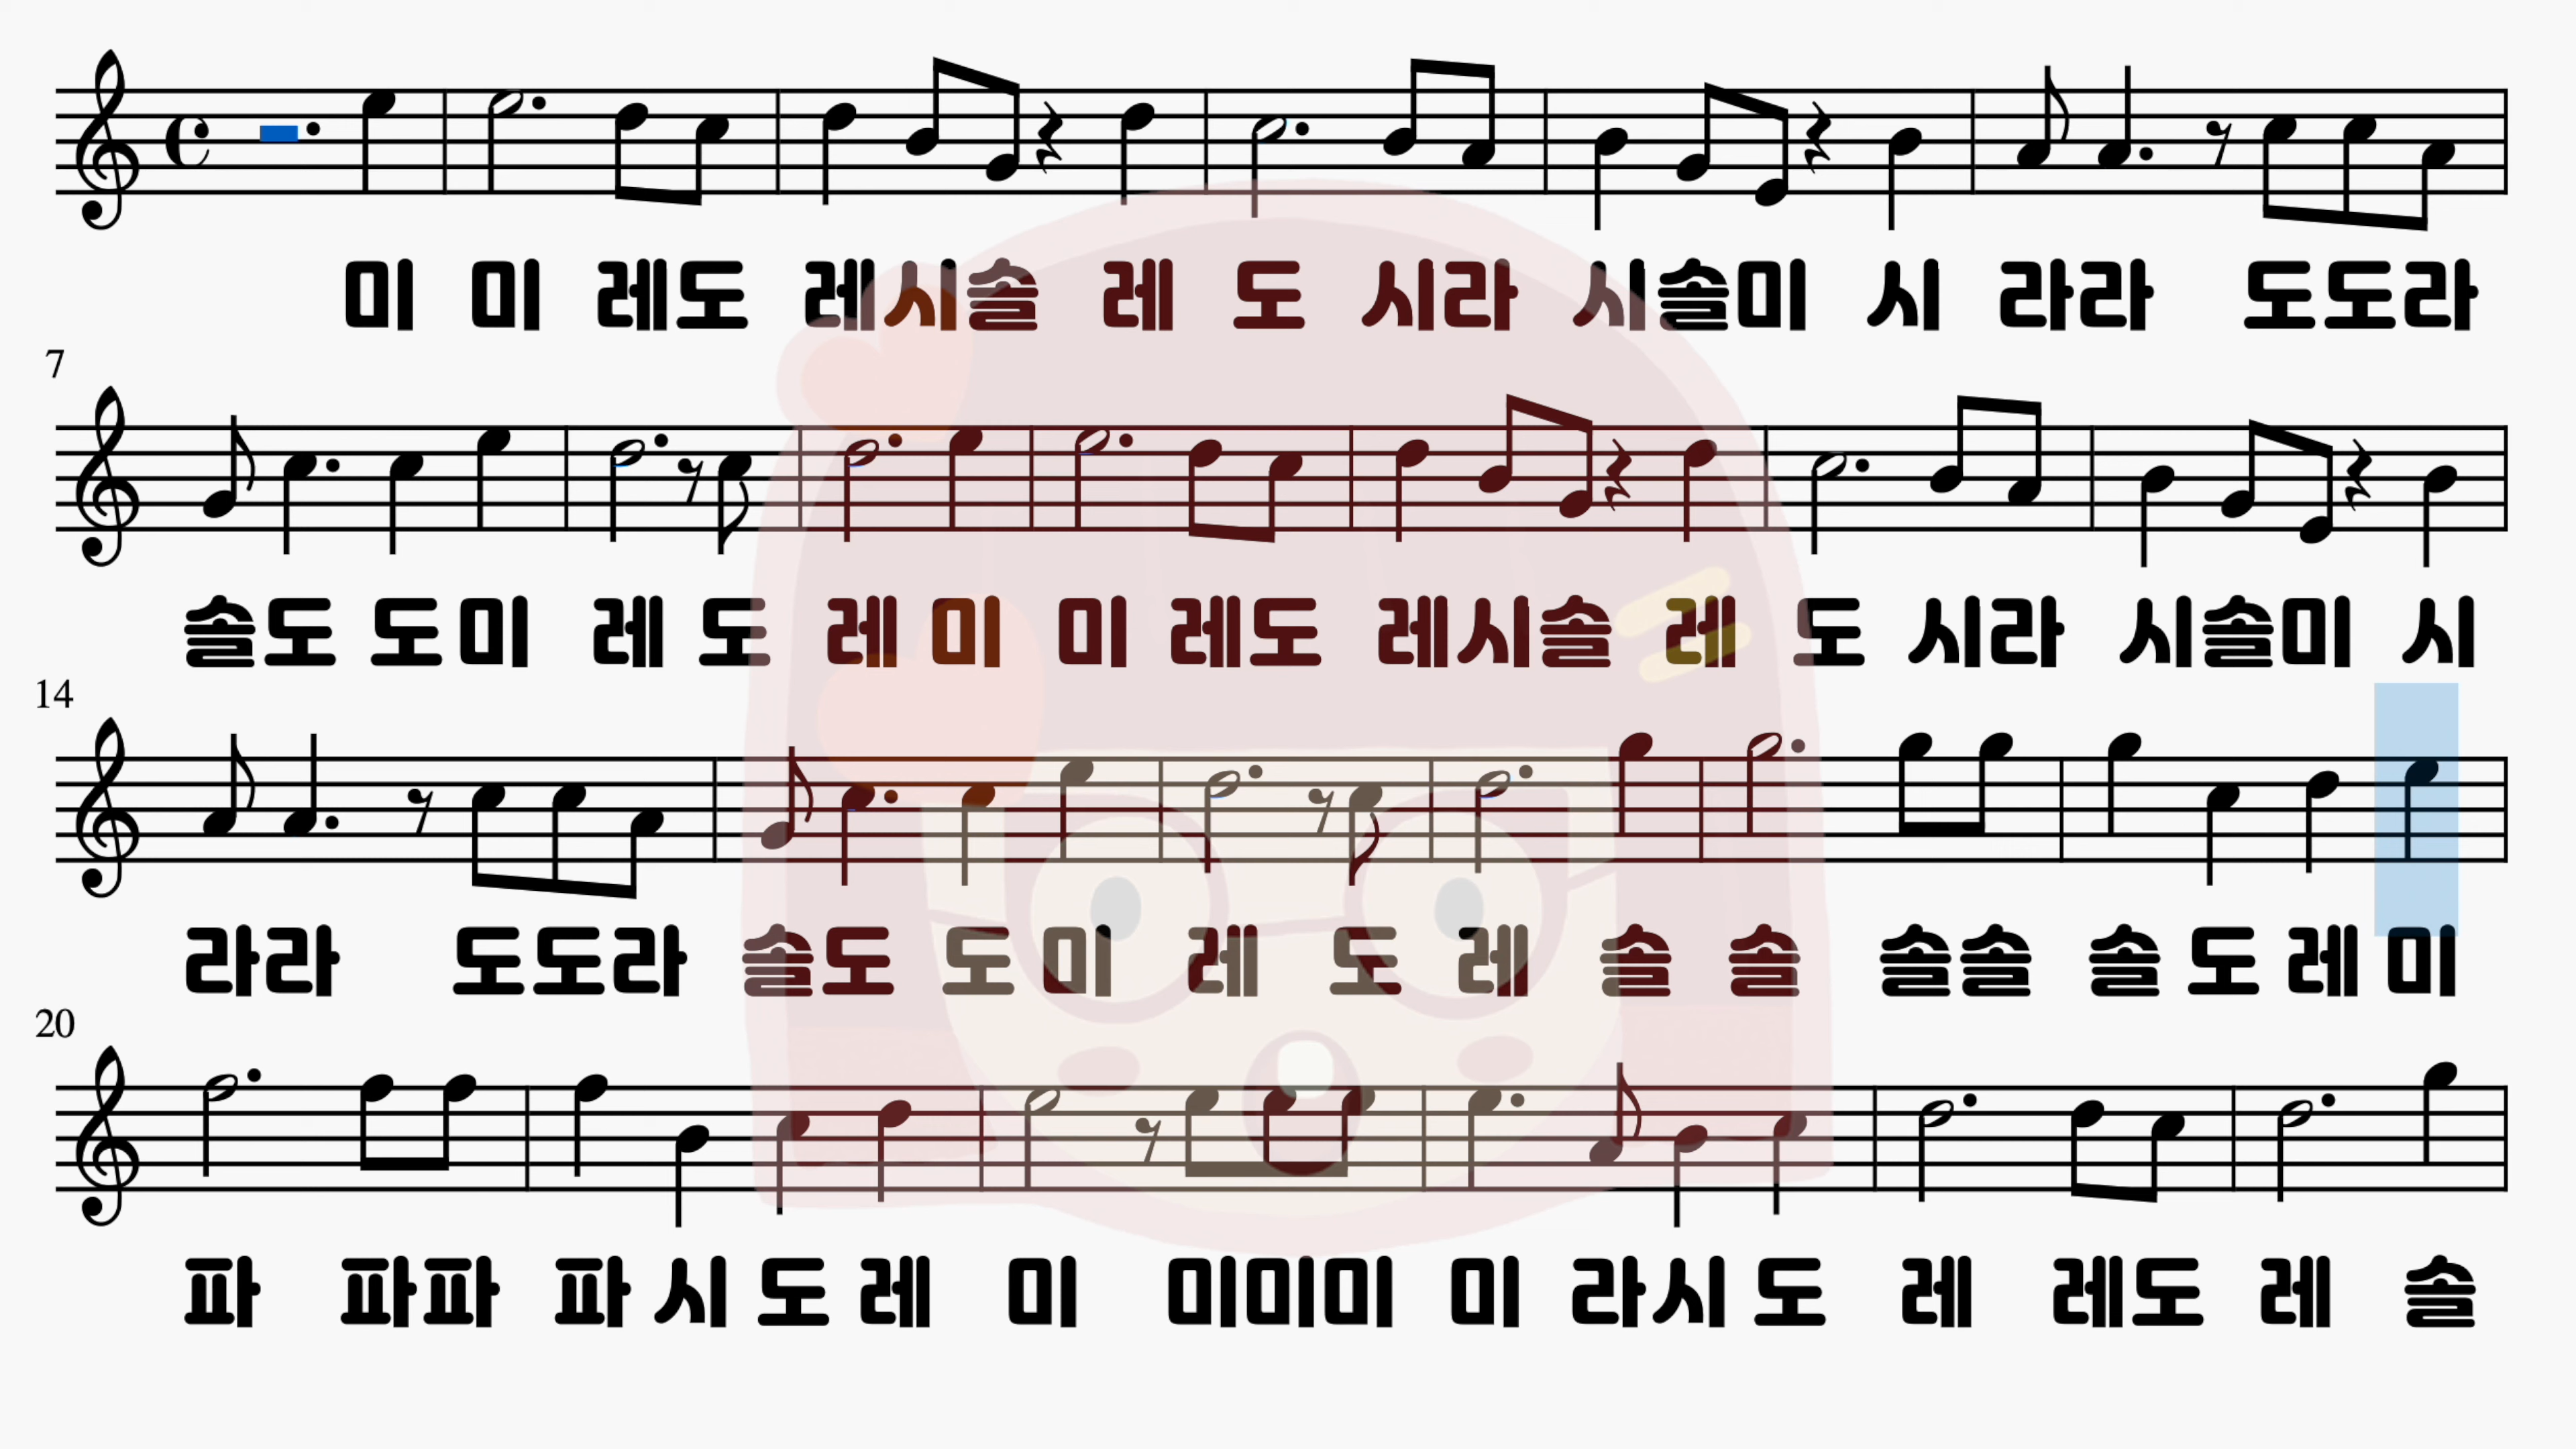 미 미 레도 레시솔 레 도 시라 시솔미 시 라라 도도라
7
솔도 도미 레 도 레 미 미 레도 레시솔 레 도 시라 시솔미 시
14
라라 도도라 솔도 도미 레 도 레 솔 솔 솔솔 솔도레미
20
파 파파 파시도레 미 미미미 미 라시도 레 레도 레 솔